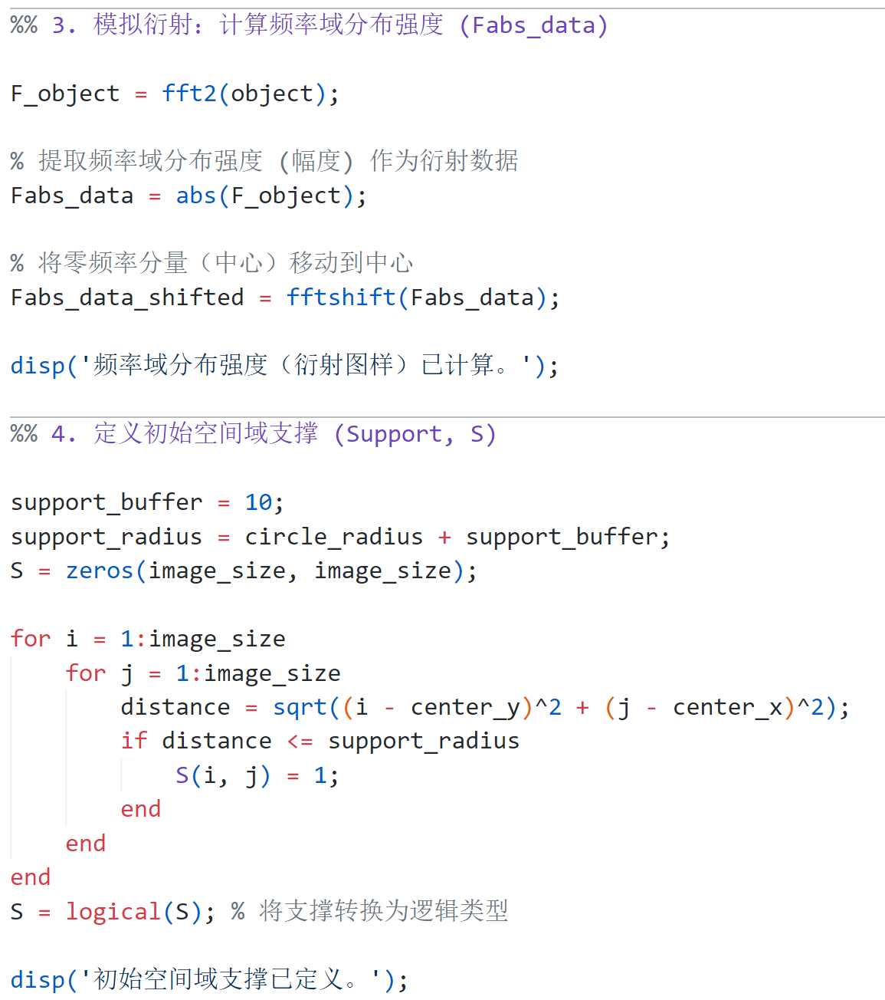 %% 3. 模拟衍射：计算频率域分布强度 (Fabs_data)
F_object = fft2(object);
% 提取频率域分布强度 (幅度) 作为衍射数据
Fabs_data = abs(F_object);
% 将零频率分量（中心）移动到中心
Fabs_data_shifted = fftshift(Fabs_data);
disp('频率域分布强度（衍射图样）已计算。');
%% 4. 定义初始空间域支撑 (Support, S)
support_buffer = 10;
support_radius = circle_radius + support_buffer;
S = zeros(image_size, image_size);
for i = 1:image_size
    for j = 1:image_size
        distance = sqrt((i - center_y)^2 + (j - center_x)^2);
        if distance <= support_radius
            S(i, j) = 1;
        end
    end
end
S = logical(S); % 将支撑转换为逻辑类型
disp('初始空间域支撑已定义。');